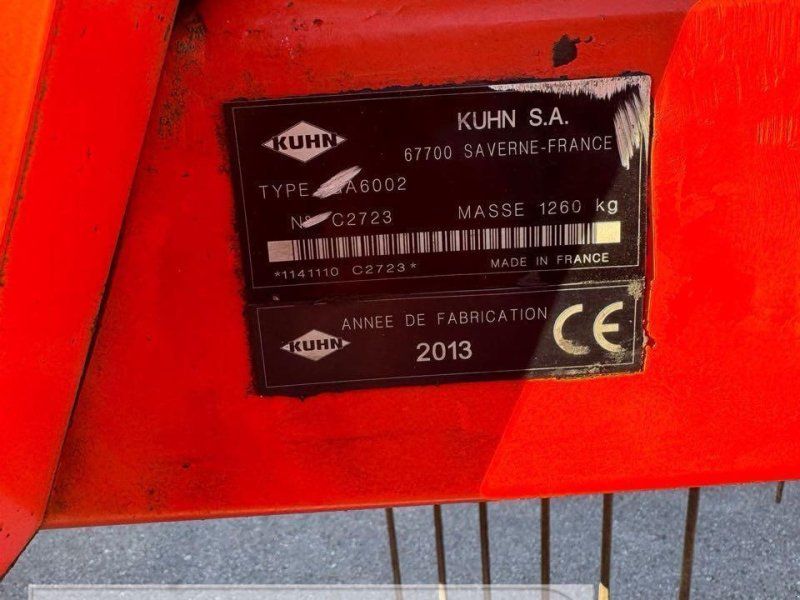 KUHN
KUHN S.A.
67700 SAVERNE-FRANCE
TYPE A6002
C2723 MASSE 1260 kg
*1141110 C2723*
MADE IN FRANCE
KUHN
ANNEE DE FABRICATION
2013
CE